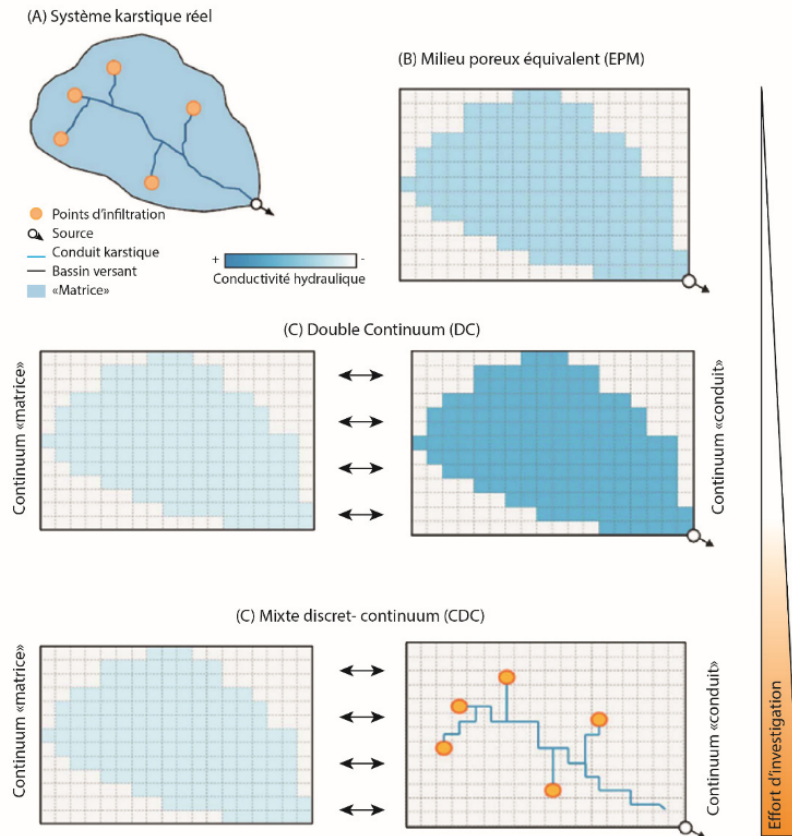 (A) Système karstique réel
(B) Milieu poreux équivalent (EPM)
Points d'infiltration
Source
Conduit karstique
Bassin versant
«Matrice»
+ -
Conductivité hydraulique
(C) Double Continuum (DC)
Continuum «matrice»
Continuum «conduit»
(C) Mixte discret- continuum (CDC)
Continuum «matrice»
Continuum «conduit»
Effort d'investigation